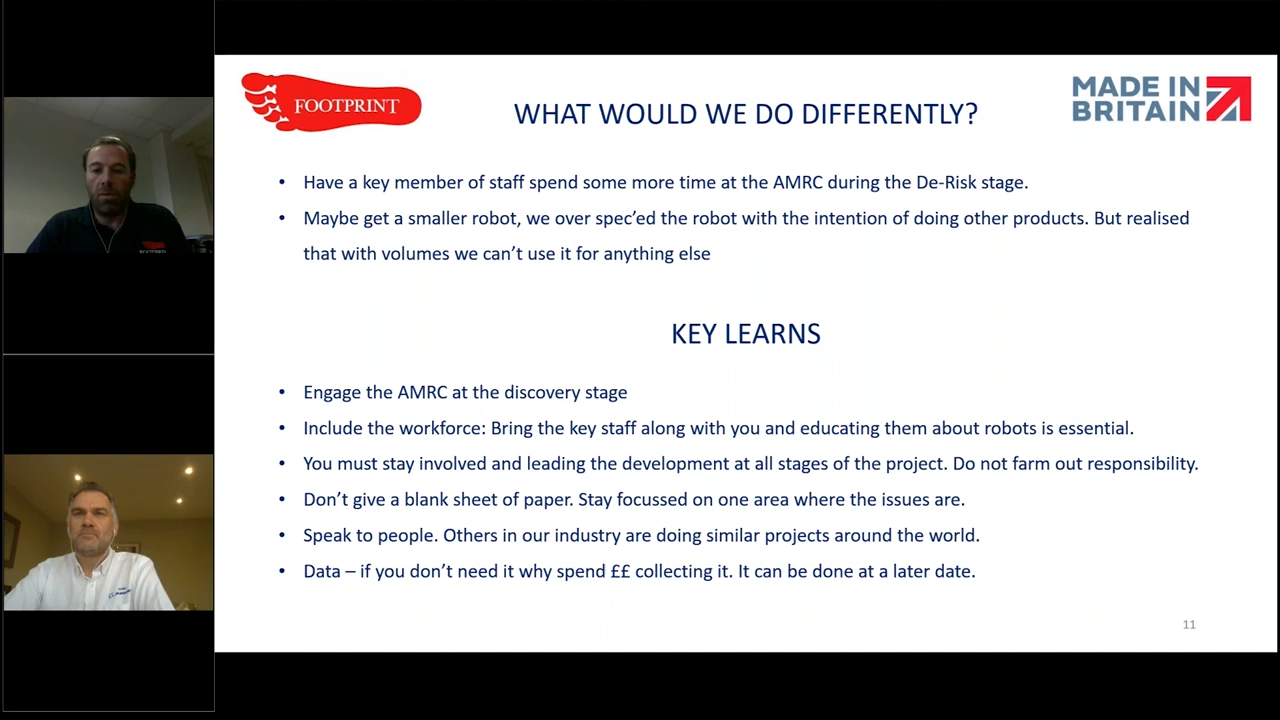 FOOTPRINT
MADE IN
BRITAIN
WHAT WOULD WE DO DIFFERENTLY?
• Have a key member of staff spend some more time at the AMRC during the De-Risk stage.
• Maybe get a smaller robot, we over spec’ed the robot with the intention of doing other products. But realised
that with volumes we can’t use it for anything else
KEY LEARNS
• Engage the AMRC at the discovery stage
• Include the workforce: Bring the key staff along with you and educating them about robots is essential.
• You must stay involved and leading the development at all stages of the project. Do not farm out responsibility.
• Don’t give a blank sheet of paper. Stay focussed on one area where the issues are.
• Speak to people. Others in our industry are doing similar projects around the world.
• Data – if you don’t need it why spend ££ collecting it. It can be done at a later date.
11